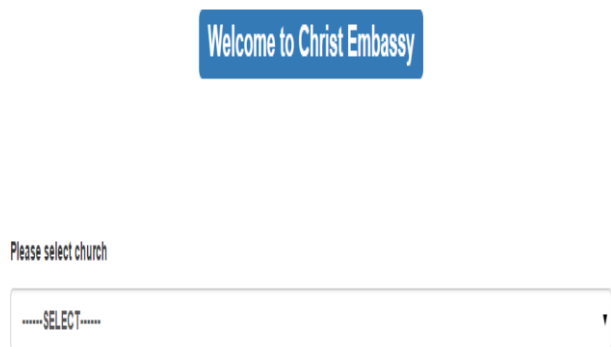 Welcome to Christ Embassy
Please select church
------SELECT------